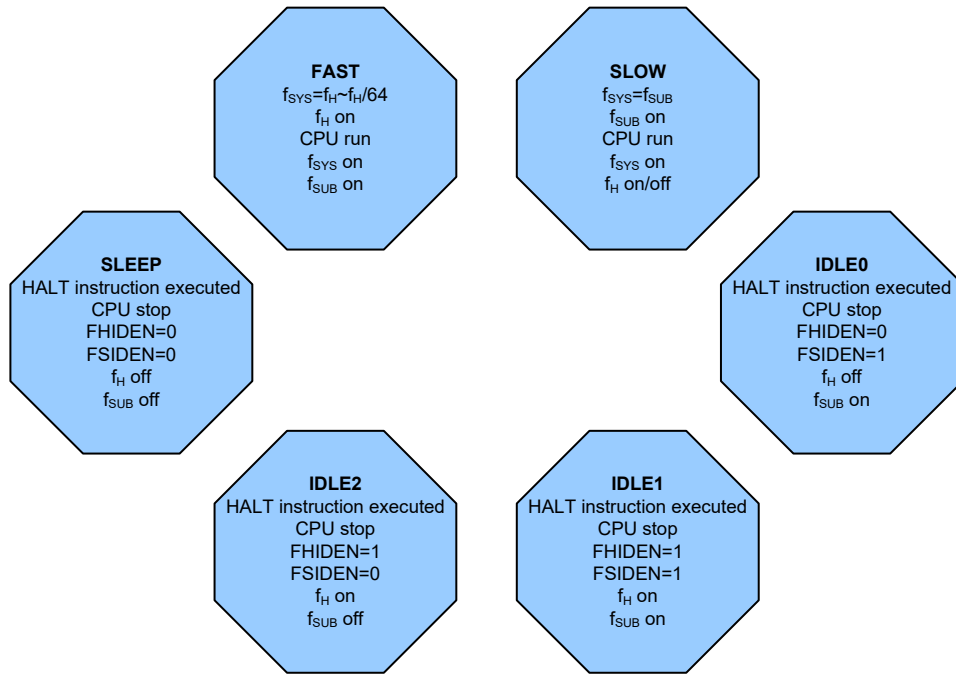 FAST
fSYS=fH~fH/64
fH on
CPU run
fSYS on
fSUB on
SLOW
fSYS=fSUB
fSUB on
CPU run
fSYS on
fH on/off
SLEEP
HALT instruction executed
CPU stop
FHIDEN=0
FSIDEN=0
fH off
fSUB off
IDLE0
HALT instruction executed
CPU stop
FHIDEN=0
FSIDEN=1
fH off
fSUB on
IDLE2
HALT instruction executed
CPU stop
FHIDEN=1
FSIDEN=0
fH on
fSUB off
IDLE1
HALT instruction executed
CPU stop
FHIDEN=1
FSIDEN=1
fH on
fSUB on